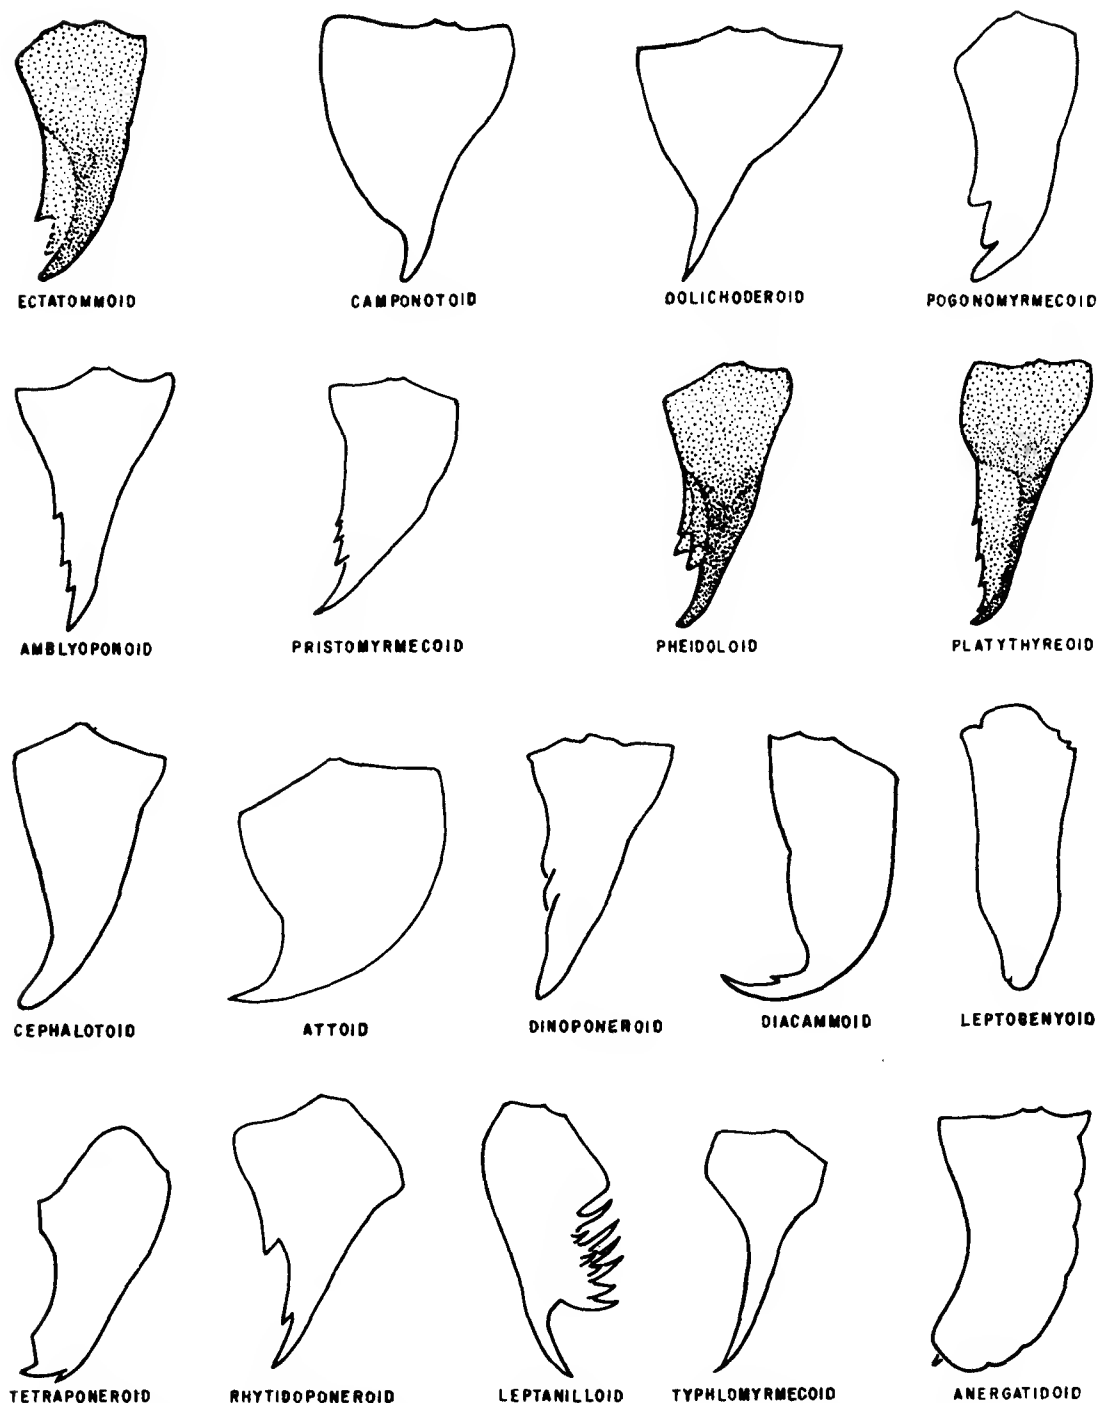 ECTATOMMOID
CAMPONOTOID
DOLICHODEROID
POGONOMYRMECOID
AMBLYOPONOID
PRISTOMYRMECOID
PHEIDOLOID
PLATYTHYREOID
CEPHALOTOID
ATTOID
DINOPONEROID
DIACAMMOID
LEPTOGENYOID
TETRAPONEROID
RHYTIDOPONEROID
LEPTANILLOID
TYPHLOMYRMECOID
ANERGATIDOID